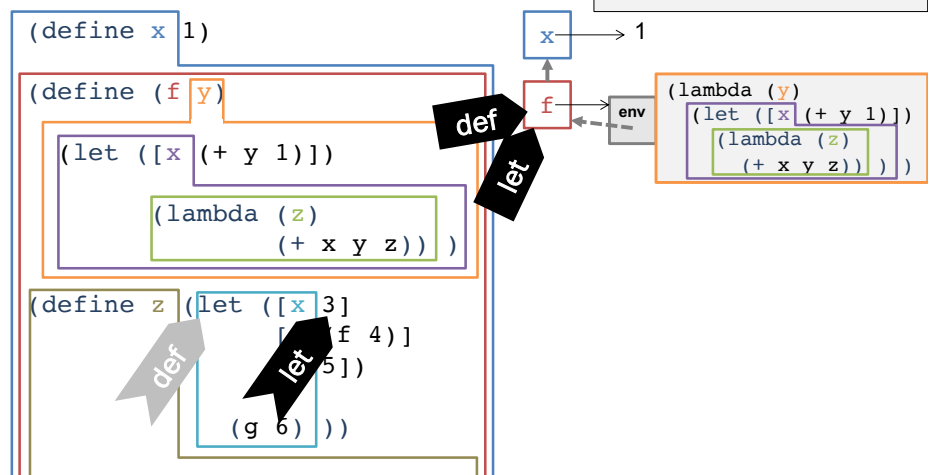 (define x 1)
(define (f y)
(let ([x (+ y 1)])
(lambda (z)
(+ x y z)) )
(define z (let ([x 3]
[ (f 4)]
5])
(g 6) ))
def
let
x 1
f
def
let
env
(lambda (y)
(let ([x (+ y 1)])
(lambda (z)
(+ x y z)) ) )